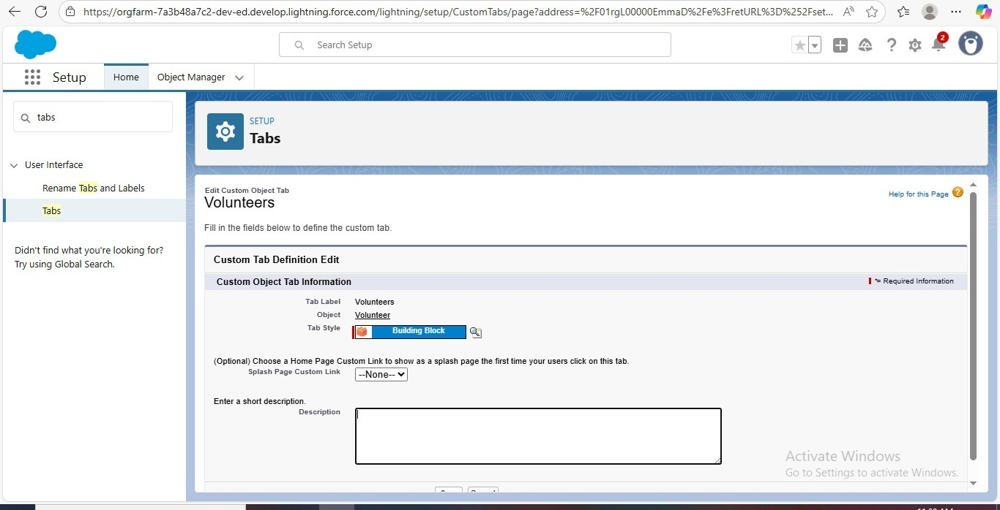 https://orgfarm-7a3b48a7c2-dev-ed.develop.lightning.force.com/lightning/setup/CustomTabs/page?address=%2F01rgL00000EmmaD%2Fe%3FretURL%3D%252Fset...
Search Setup
2
Setup
Home
Object Manager
tabs
User Interface
Rename Tabs and Labels
Tabs
Didn't find what you're looking for?
Try using Global Search.
SETUP
Tabs
Edit Custom Object Tab
Volunteers
Help for this Page
Fill in the fields below to define the custom tab.
Custom Tab Definition Edit
Custom Object Tab Information
= Required Information
Tab Label Volunteers
Object Volunteer
Tab Style Building Block
(Optional) Choose a Home Page Custom Link to show as a splash page the first time your users click on this tab.
Splash Page Custom Link --None--
Enter a short description.
Description
Activate Windows
Go to Settings to activate Windows.